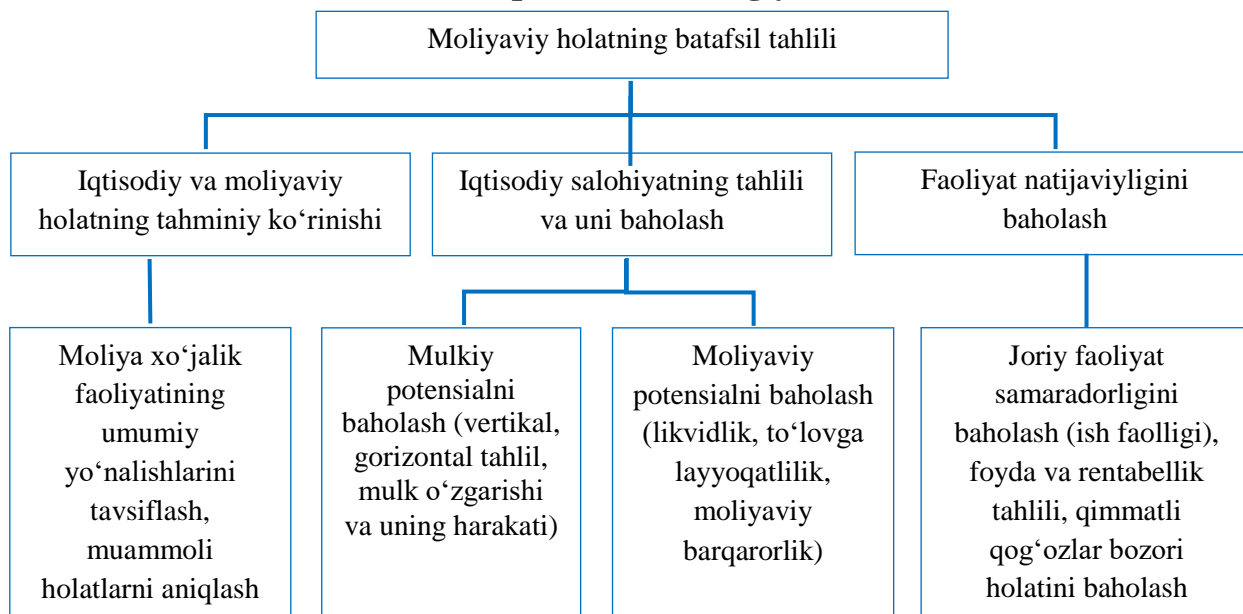 Moliyaviy holatning batafsil tahlili
Iqtisodiy va moliyaviy
holatning tahminiy ko‘rinishi
Iqtisodiy salohiyatning tahlili
va uni baholash
Faoliyat natijaviyligini
baholash
Moliya xo‘jalik
faoliyatining
umumiy
yo‘nalishlarini
tavsiflash,
muammoli
holatlarni aniqlash
Mulkiy
potensialni
baholash (vertikal,
gorizontal tahlil,
mulk o‘zgarishi
va uning harakati)
Moliyaviy
potensialni baholash
(likvidlik, to‘lovga
layyoqatlilik,
moliyaviy
barqarorlik)
Joriy faoliyat
samaradorligini
baholash (ish faolligi),
foyda va rentabellik
tahlili, qimmatli
qog‘ozlar bozori
holatini baholash